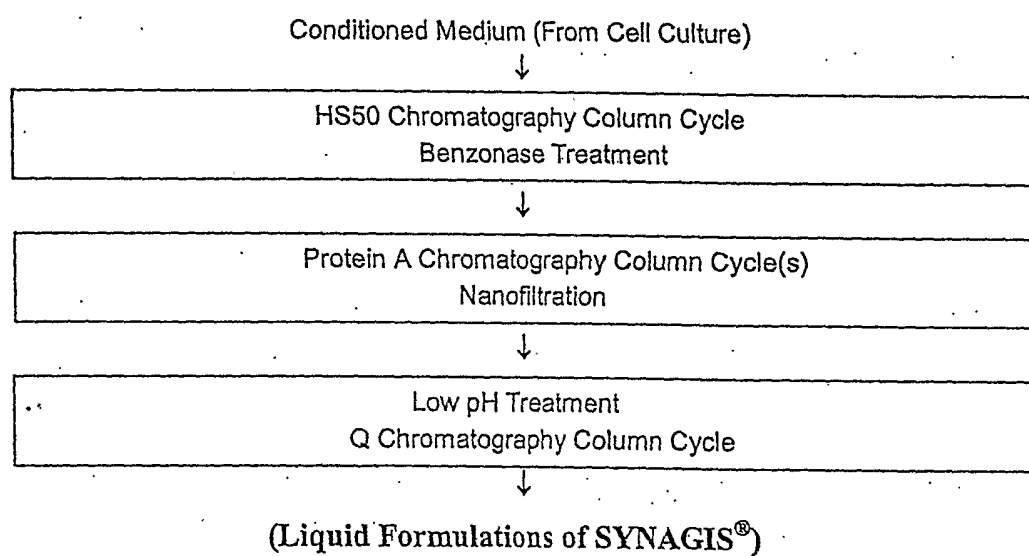 Conditioned Medium (From Cell Culture)
↓
HS50 Chromatography Column Cycle
Benzonase Treatment
↓
Protein A Chromatography Column Cycle(s)
Nanofiltration
↓
Low pH Treatment
Q Chromatography Column Cycle
↓
(Liquid Formulations of SYNAGIS®)